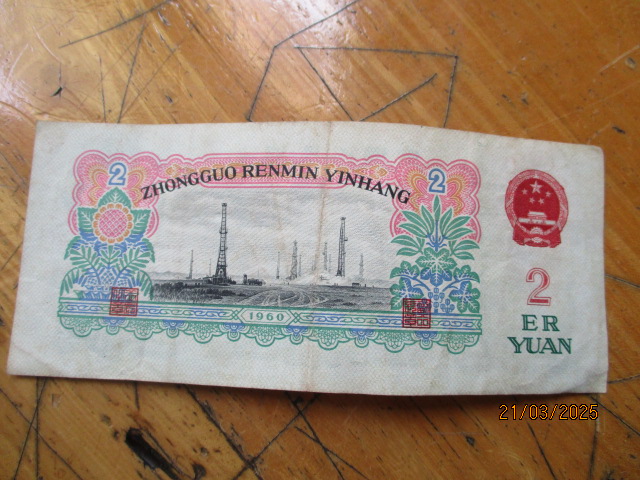 2
2
ZHONGGUO RENMIN YINHANG
1960
2
ER
YUAN
21/03/2025